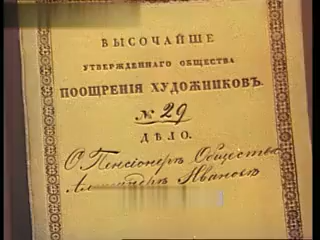 ВЫСОЧАЙШЕ
УТВЕРЖДЕННАГО ОБЩЕСТВА
ПООЩРЕНІЯ ХУДОЖНИКОВЪ.
№ 29
ДѢЛО.
О Пенсіонерѣ Общества
Александрѣ Ивановѣ